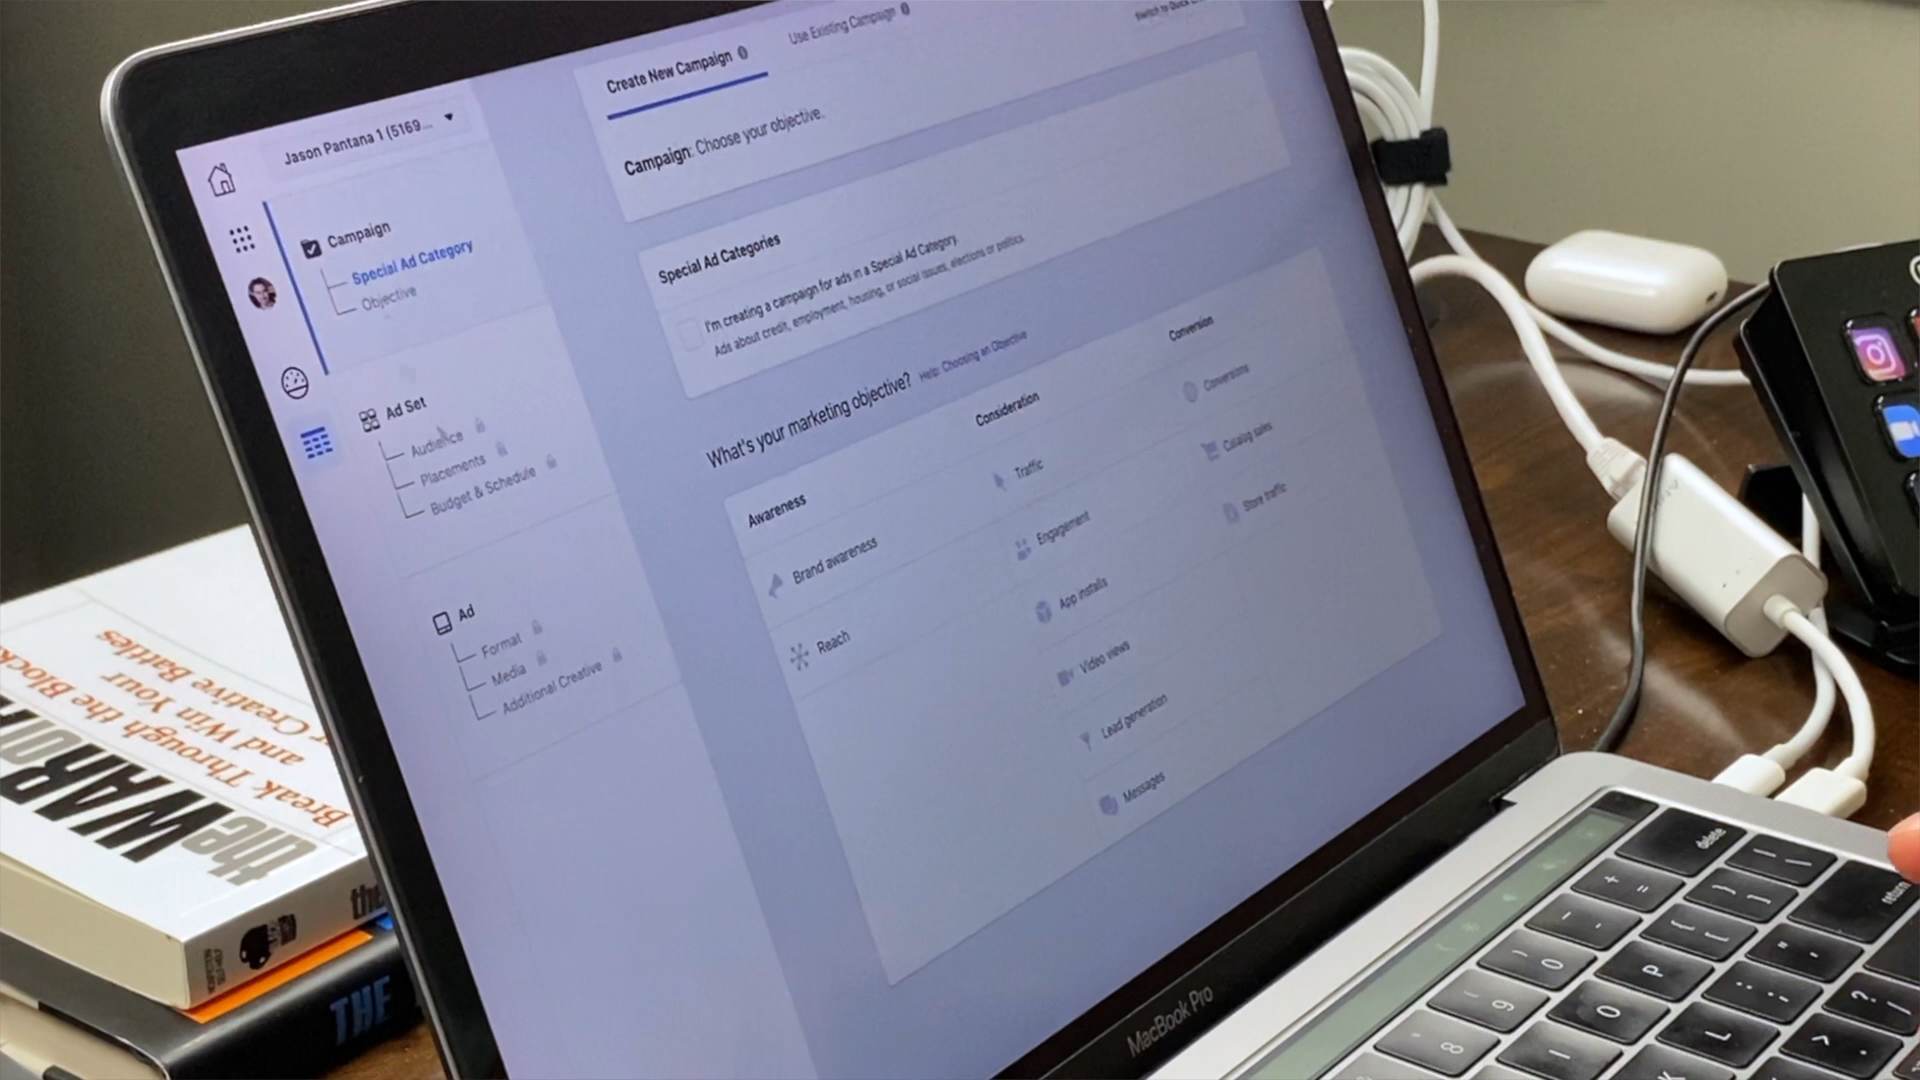 Create New Campaign
Use Existing Campaign
Switch to Quick
Campaign: Choose your objective.
Jason Pantana 1 (5169...
Campaign
Special Ad Category
Objective
Ad Set
Audience
Placements
Budget & Schedule
Ad
Format
Media
Additional Creative
Special Ad Categories
I'm creating a campaign for ads in a Special Ad Category.
Ads about credit, employment, housing, or social issues, elections or politics.
What's your marketing objective? Help: Choosing an Objective
Awareness
Brand awareness
Reach
Consideration
Traffic
Engagement
App installs
Video views
Lead generation
Messages
Conversion
Conversions
Catalog sales
Store traffic
MacBook Pro
delete
return
+ =
P
O
L
the
WAR OF
Break Through the Block
and Win Your
Creative Battles
the
THE